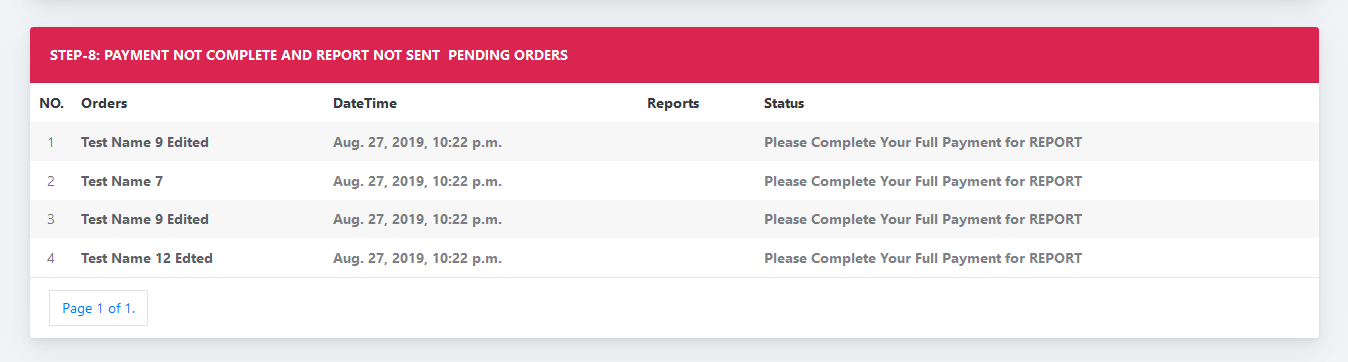 STEP-8: PAYMENT NOT COMPLETE AND REPORT NOT SENT  PENDING ORDERS
NO. Orders DateTime Reports Status
1 Test Name 9 Edited Aug. 27, 2019, 10:22 p.m. Please Complete Your Full Payment for REPORT
2 Test Name 7 Aug. 27, 2019, 10:22 p.m. Please Complete Your Full Payment for REPORT
3 Test Name 9 Edited Aug. 27, 2019, 10:22 p.m. Please Complete Your Full Payment for REPORT
4 Test Name 12 Edted Aug. 27, 2019, 10:22 p.m. Please Complete Your Full Payment for REPORT
Page 1 of 1.